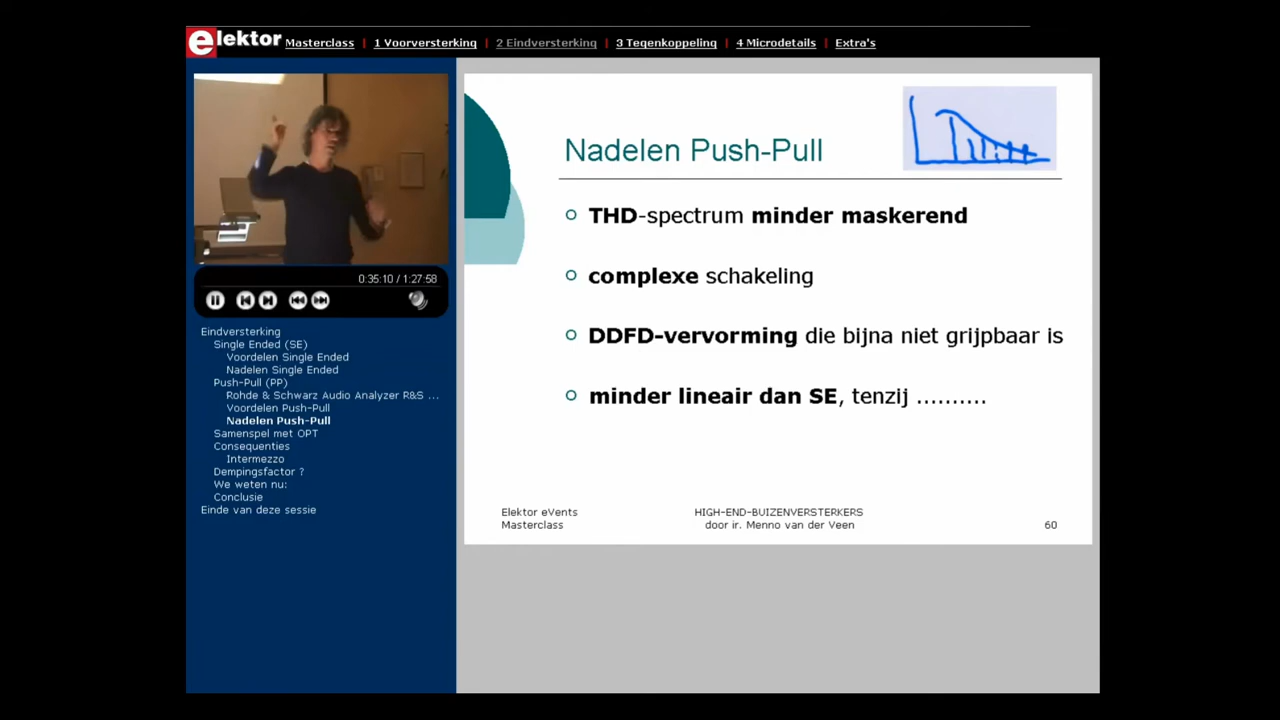 elektor Masterclass | 1 Voorversterking | 2 Eindversterking | 3 Tegenkoppeling | 4 Microdetails | Extra's
0:35:10 / 1:27:58
Eindversterking
Single Ended (SE)
Voordelen Single Ended
Nadelen Single Ended
Push-Pull (PP)
Rohde & Schwarz Audio Analyzer R&S ...
Voordelen Push-Pull
Nadelen Push-Pull
Samenspel met OPT
Consequenties
Intermezzo
Dempingsfactor ?
We weten nu:
Conclusie
Einde van deze sessie
Nadelen Push-Pull
THD-spectrum minder maskerend
complexe schakeling
DDFD-vervorming die bijna niet grijpbaar is
minder lineair dan SE, tenzij ..........
Elektor eVents
Masterclass
HIGH-END-BUIZENVERSTERKERS
door ir. Menno van der Veen
60